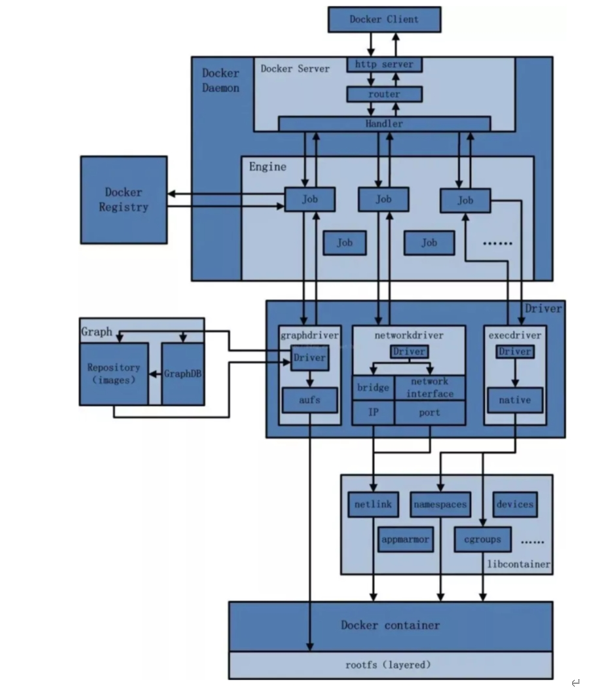 Docker Client
Docker
Daemon
Docker Server
http server
router
Handler
Docker
Registry
Engine
Job
Job
Job
Job
Job
……
Driver
graphdriver
networkdriver
execdriver
Driver
Driver
Driver
Graph
Repository
(images)
GraphDB
aufs
bridge
network
interface
IP
port
native
netlink
namespaces
devices
appmarmor
cgroups
……
libcontainer
Docker container
rootfs (layered)